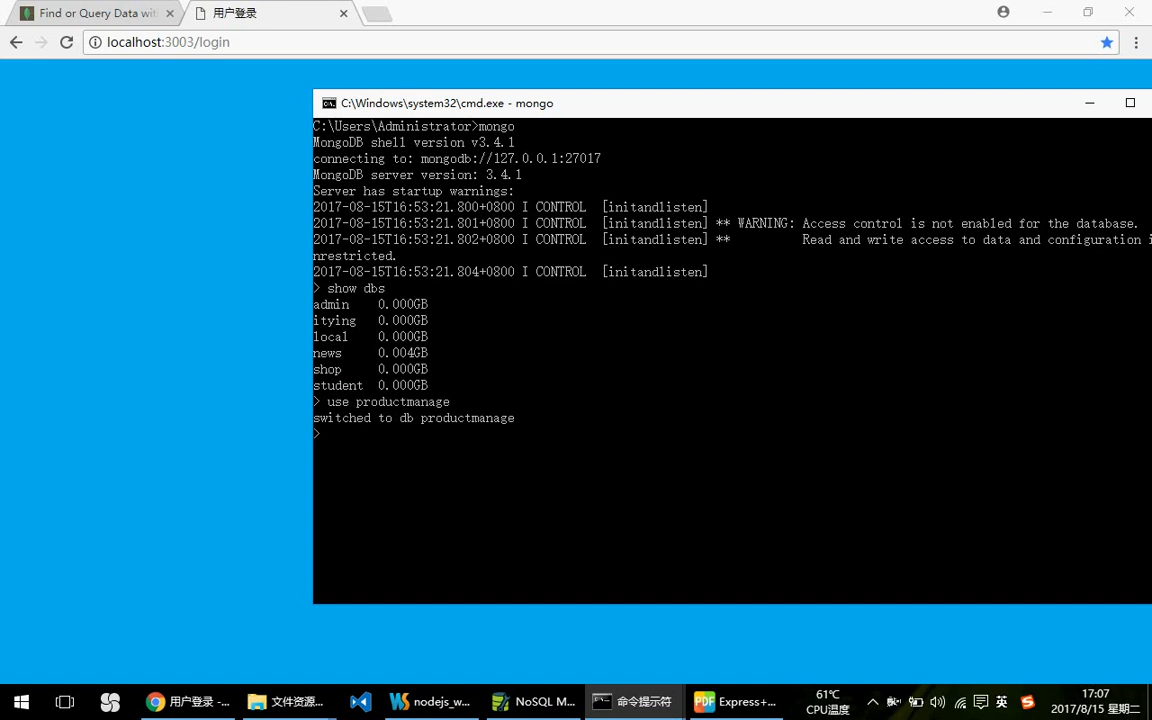 Find or Query Data wit
用户登录
localhost:3003/login
C:\Windows\system32\cmd.exe - mongo
C:\Users\Administrator>mongo
MongoDB shell version v3.4.1
connecting to: mongodb://127.0.0.1:27017
MongoDB server version: 3.4.1
Server has startup warnings:
2017-08-15T16:53:21.800+0800 I CONTROL  [initandlisten]
2017-08-15T16:53:21.801+0800 I CONTROL  [initandlisten] ** WARNING: Access control is not enabled for the database.
2017-08-15T16:53:21.802+0800 I CONTROL  [initandlisten] **          Read and write access to data and configuration i
nrestricted.
2017-08-15T16:53:21.804+0800 I CONTROL  [initandlisten]
> show dbs
admin    0.000GB
itying   0.000GB
local    0.000GB
news     0.004GB
shop     0.000GB
student  0.000GB
> use productmanage
switched to db productmanage
>
用户登录 -...
文件资源...
nodejs_w...
NoSQL M...
命令提示符
Express+...
61℃
CPU温度
英
17:07
2017/8/15 星期二